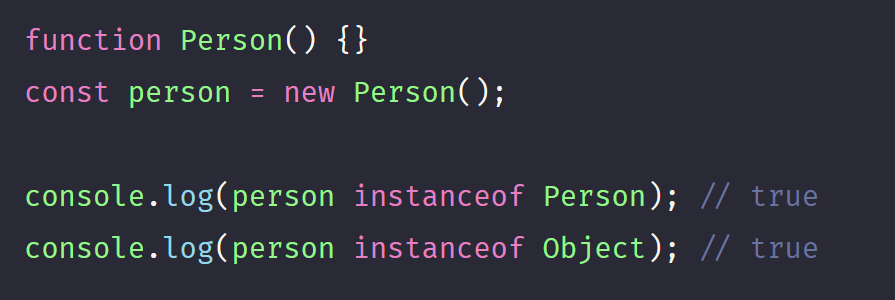 function Person() {}
const person = new Person();
console.log(person instanceof Person); // true
console.log(person instanceof Object); // true